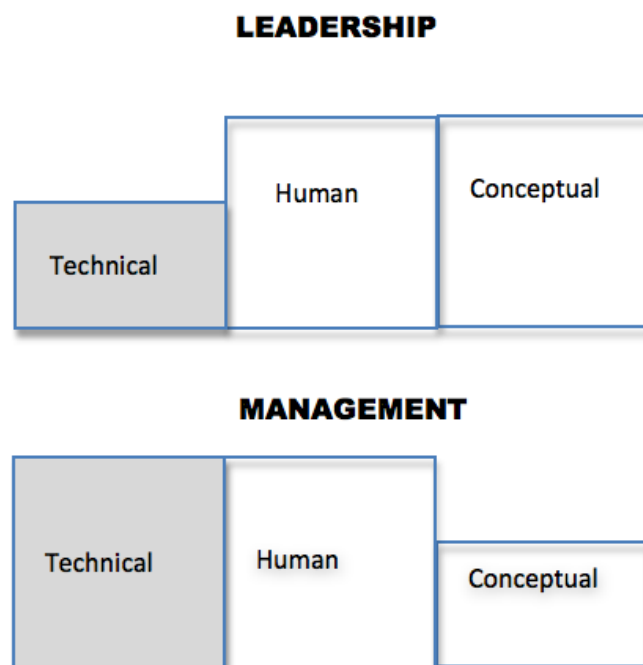 LEADERSHIP
Technical
Human
Conceptual
MANAGEMENT
Technical
Human
Conceptual